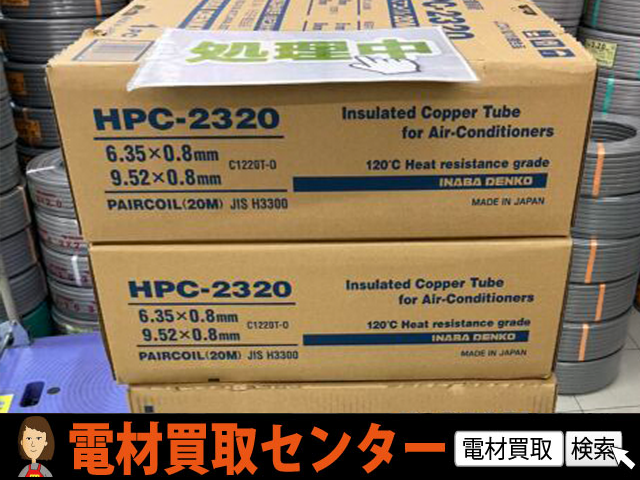 処理中
HPC-2320
6.35×0.8mm
9.52×0.8mm
C1220T-O
PAIRCOIL(20M) JIS H3300
Insulated Copper Tube
for Air-Conditioners
120°C Heat resistance grade
INABA DENKO
MADE IN JAPAN
HPC-2320
6.35×0.8mm
9.52×0.8mm
C1220T-O
PAIRCOIL(20M) JIS H3300
Insulated Copper Tube
for Air-Conditioners
120°C Heat resistance grade
INABA DENKO
MADE IN JAPAN
電材買取センター
電材買取
検索